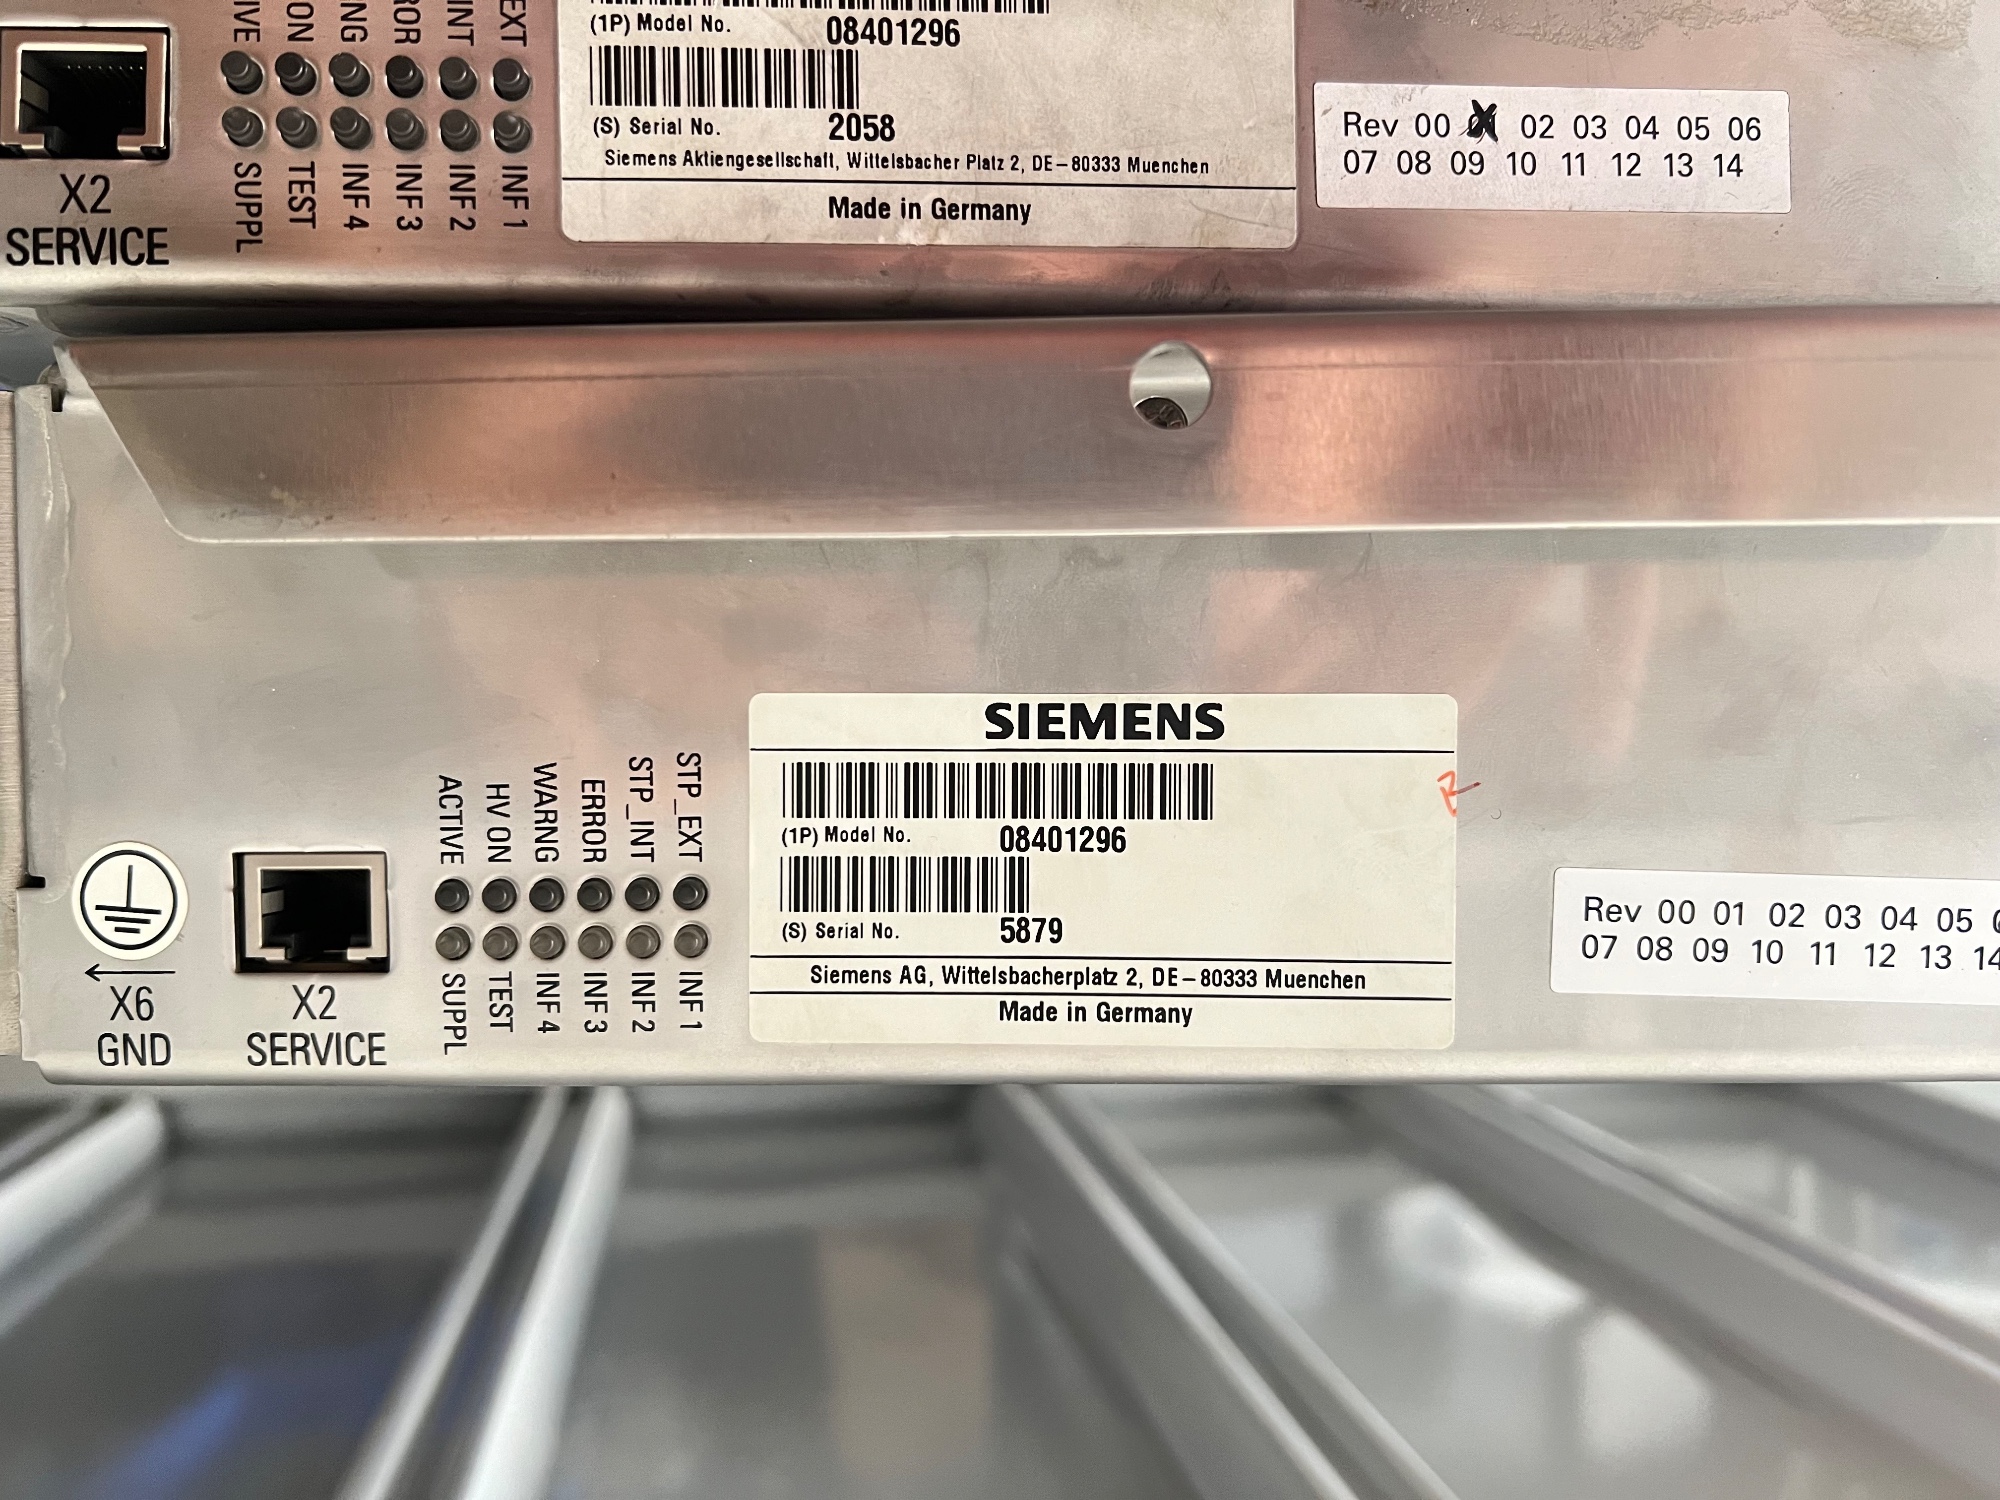 (1P) Model No. 08401296
(S) Serial No. 2058
Siemens Aktiengesellschaft, Wittelsbacher Platz 2, DE-80333 Muenchen
Made in Germany
Rev 00 02 03 04 05 06
07 08 09 10 11 12 13 14
IVE ON NG ROR INT EXT
SUPPL TEST INF 4 INF 3 INF 2 INF 1
X2
SERVICE
SIEMENS
(1P) Model No. 08401296
(S) Serial No. 5879
Siemens AG, Wittelsbacherplatz 2, DE-80333 Muenchen
Made in Germany
Rev 00 01 02 03 04 05
07 08 09 10 11 12 13 14
ACTIVE HV ON WARNG ERROR STP_INT STP_EXT
SUPPL TEST INF 4 INF 3 INF 2 INF 1
X6
GND
X2
SERVICE